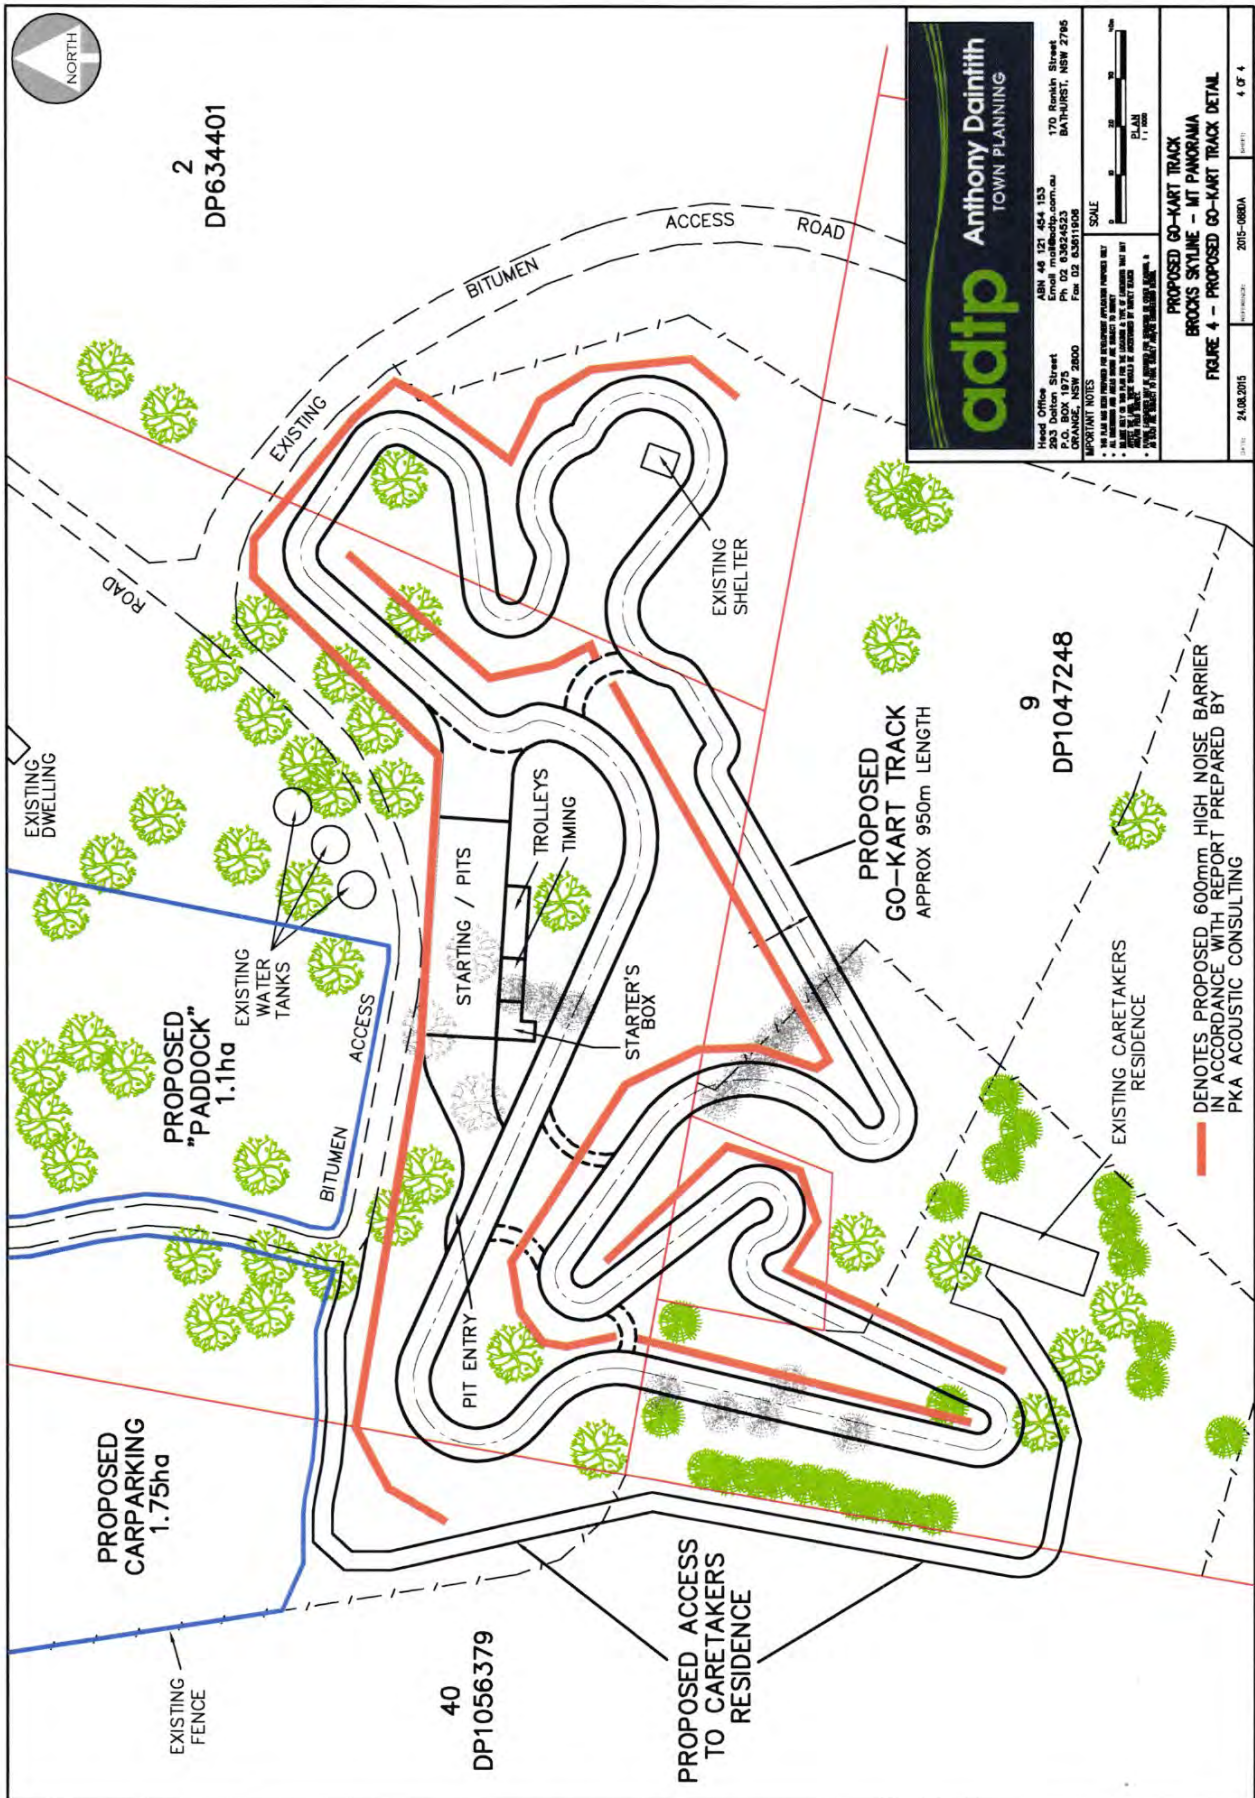 NORTH
2
DP634401
EXISTING
DWELLING
ROAD
EXISTING
BITUMEN
ACCESS
ROAD
PROPOSED
CARPARKING
1.75ha
PROPOSED
"PADDOCK"
1.1ha
EXISTING
WATER
TANKS
BITUMEN
ACCESS
EXISTING
FENCE
STARTING / PITS
TROLLEYS
TIMING
STARTER'S
BOX
PIT ENTRY
EXISTING
SHELTER
40
DP1056379
PROPOSED ACCESS
TO CARETAKERS
RESIDENCE
PROPOSED
GO-KART TRACK
APPROX 950m LENGTH
9
DP1047248
EXISTING CARETAKERS
RESIDENCE
DENOTES PROPOSED 600mm HIGH NOISE BARRIER
IN ACCORDANCE WITH REPORT PREPARED BY
PKA ACOUSTIC CONSULTING
adtp Anthony Daintith
TOWN PLANNING
Head Office
293 Dalton Street
P.O. BOX 1975
ORANGE, NSW 2800
ABN 46 121 454 153
Email mail@adtp.com.au
Ph 02 63624523
Fax 02 63611906
170 Rankin Street
BATHURST, NSW 2795
IMPORTANT NOTES
SCALE
PLAN
1 : 1000
PROPOSED GO-KART TRACK
BROCKS SKYLINE - MT PANORAMA
FIGURE 4 - PROPOSED GO-KART TRACK DETAIL
24.08.2015
4 OF 4